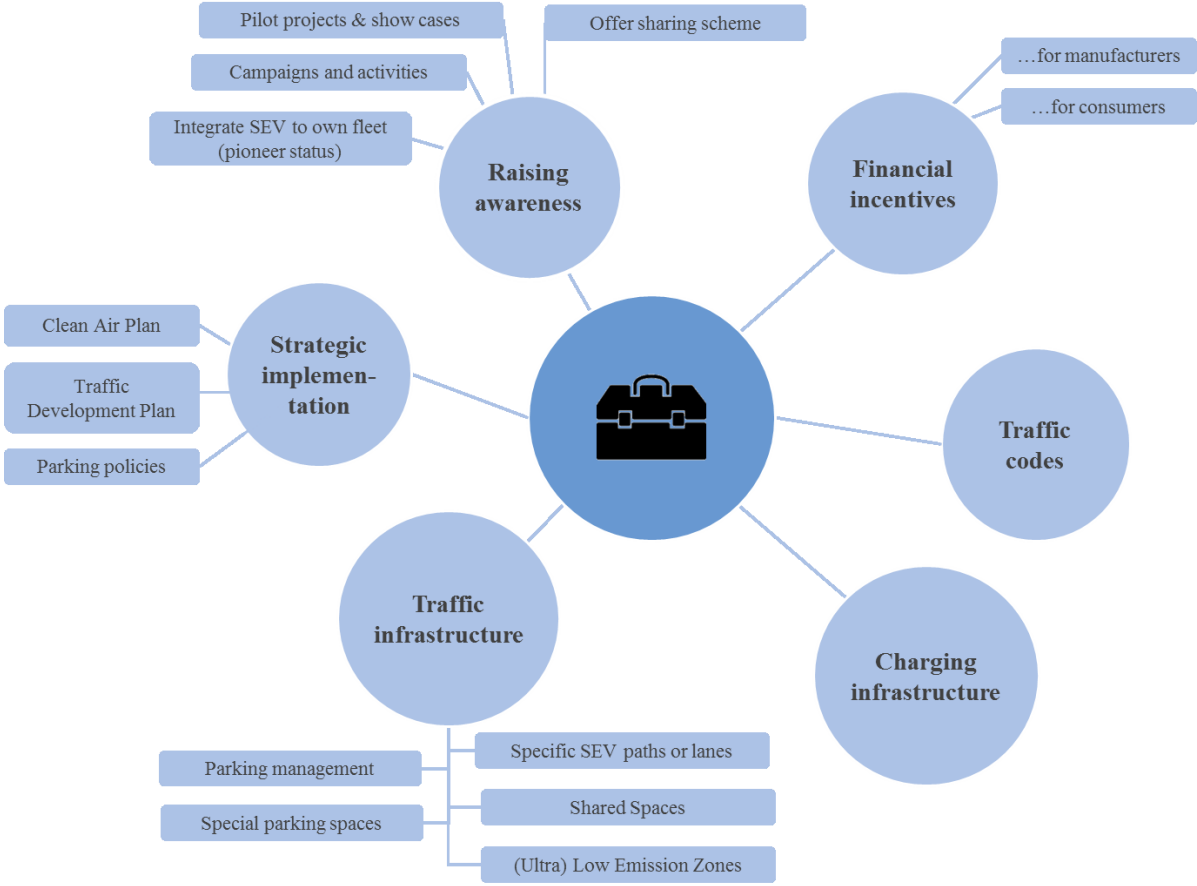 Pilot projects & show cases
Offer sharing scheme
Campaigns and activities
Integrate SEV to own fleet
(pioneer status)
Raising
awareness
…for manufacturers
…for consumers
Financial
incentives
Clean Air Plan
Traffic
Development Plan
Parking policies
Strategic
implemen-
tation
Traffic
codes
Traffic
infrastructure
Charging
infrastructure
Parking management
Special parking spaces
Specific SEV paths or lanes
Shared Spaces
(Ultra) Low Emission Zones